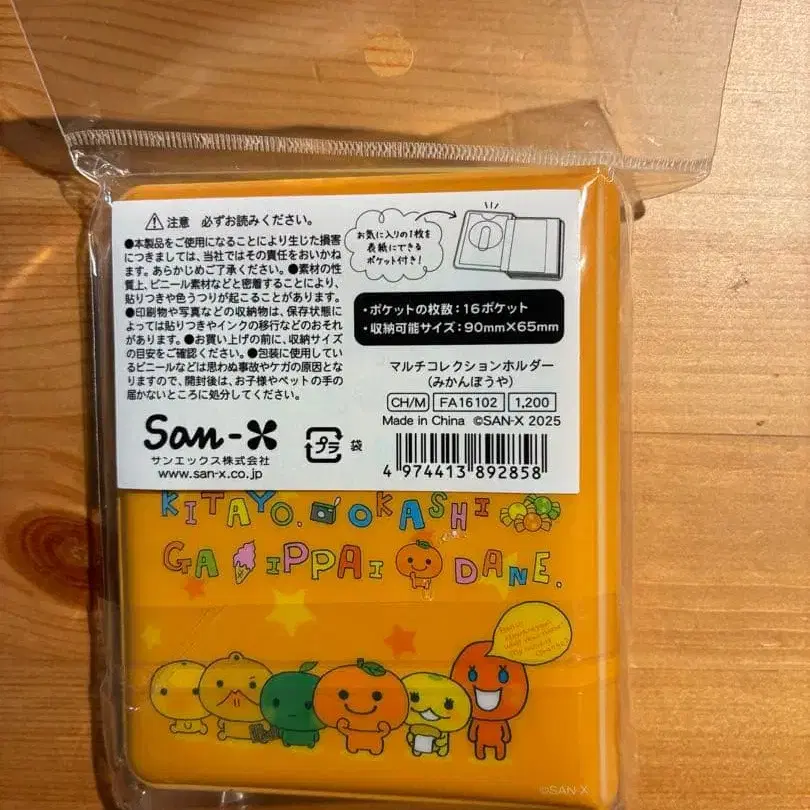 ⚠注意 必ずお読みください。
●本製品をご使用になることにより生じた損害
につきましては、当社ではその責任をおいかね
ます。あらかじめご了承ください。●素材の性
質上、ビニール素材などと密着することにより、
貼りつきや色うつりが起こることがあります。
●印刷物や写真などの収納物は、保存状態に
よっては貼りつきやインクの移行などのおそれ
があります。●お買い上げの前に、収納サイズ
の目安をご確認ください。●包装に使用してい
るビニールなどは思わぬ事故やケガの原因とな
りますので、開封後は、お子様やペットの手の
届かないところに処分してください。
San-X
サンエックス株式会社
www.san-x.co.jp
プラ 袋
お気に入りの1枚を
表紙にできる
ポケット付き!
・ポケットの枚数：16ポケット
・収納可能サイズ：90mm×65mm
マルチコレクションホルダー
(みかんぼうや)
CH/M FA16102 1,200
Made in China ©SAN-X 2025
4 974413 892858
KITAYO. OKASHI
GA IPPAI DANE.
©SAN-X